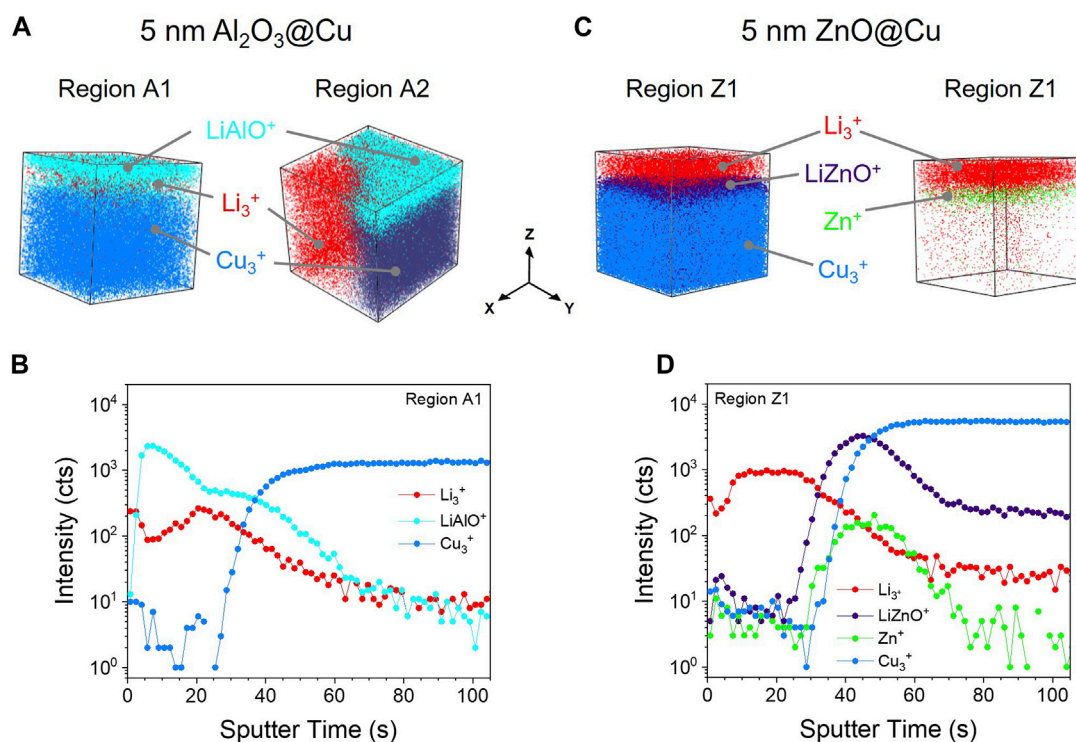 A
5 nm Al₂O₃@Cu
Region A1
Region A2
LiAlO⁺
Li₃⁺
Cu₃⁺
Z
X
Y
C
5 nm ZnO@Cu
Region Z1
Region Z1
Li₃⁺
LiZnO⁺
Zn⁺
Cu₃⁺
B
Region A1
Intensity (cts)
10⁴
10³
10²
10¹
10⁰
Li₃⁺
LiAlO⁺
Cu₃⁺
0 20 40 60 80 100
Sputter Time (s)
D
Region Z1
Intensity (cts)
10⁴
10³
10²
10¹
10⁰
Li₃⁺
LiZnO⁺
Zn⁺
Cu₃⁺
0 20 40 60 80 100
Sputter Time (s)